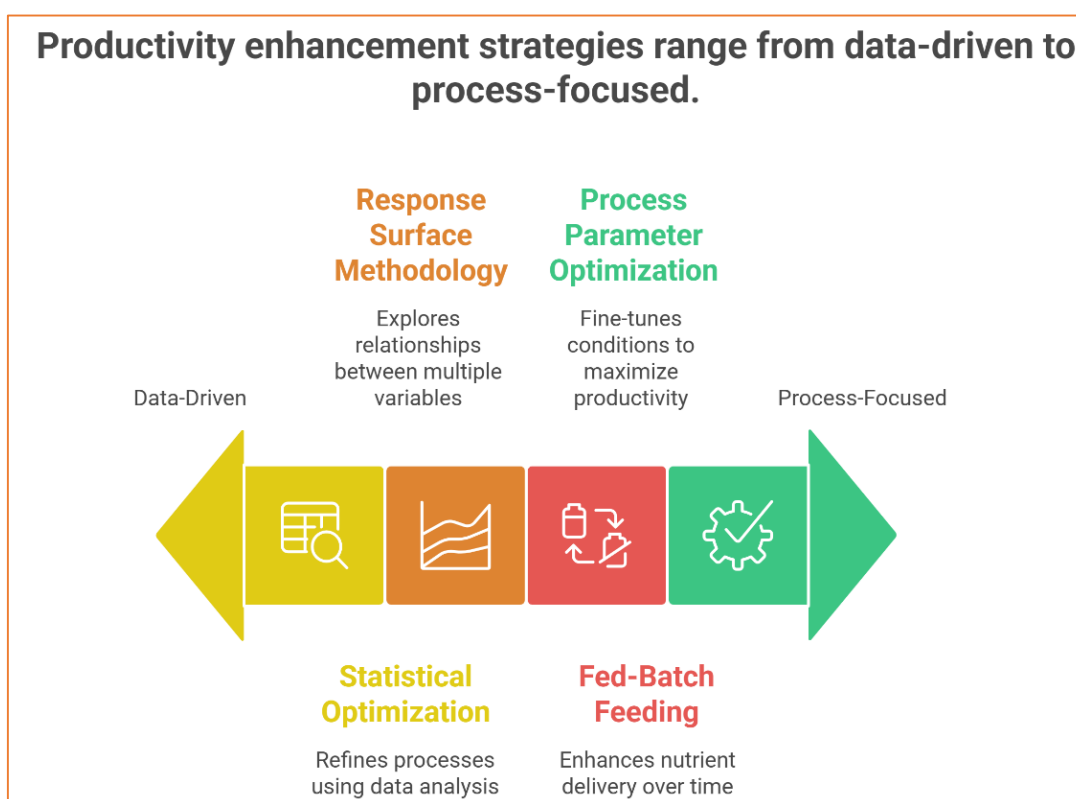 Productivity enhancement strategies range from data-driven to
process-focused.
Response
Surface
Methodology
Explores
relationships
between multiple
variables
Process
Parameter
Optimization
Fine-tunes
conditions to
maximize
productivity
Data-Driven
Process-Focused
Statistical
Optimization
Refines processes
using data analysis
Fed-Batch
Feeding
Enhances nutrient
delivery over time